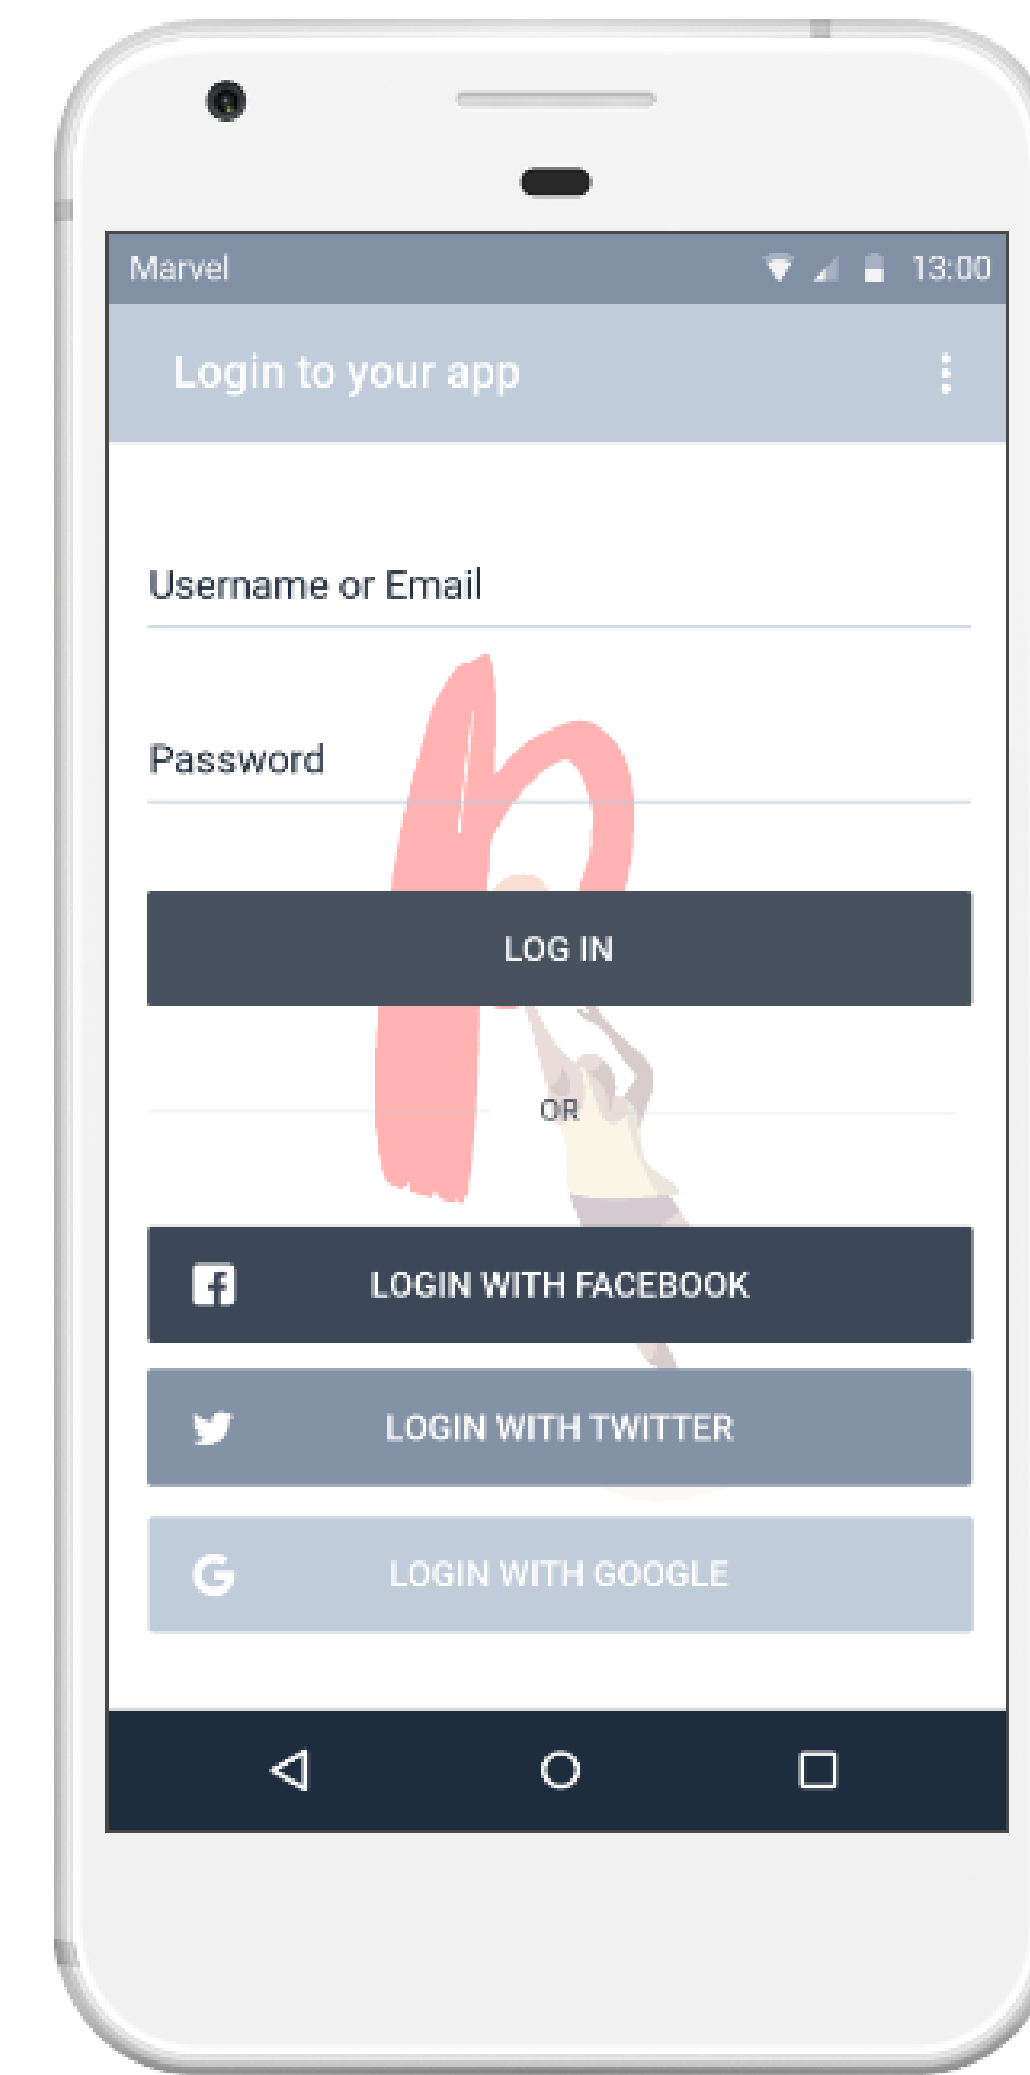 Marvel 13:00
Login to your app
Username or Email
Password
LOG IN
OR
LOGIN WITH FACEBOOK
LOGIN WITH TWITTER
LOGIN WITH GOOGLE